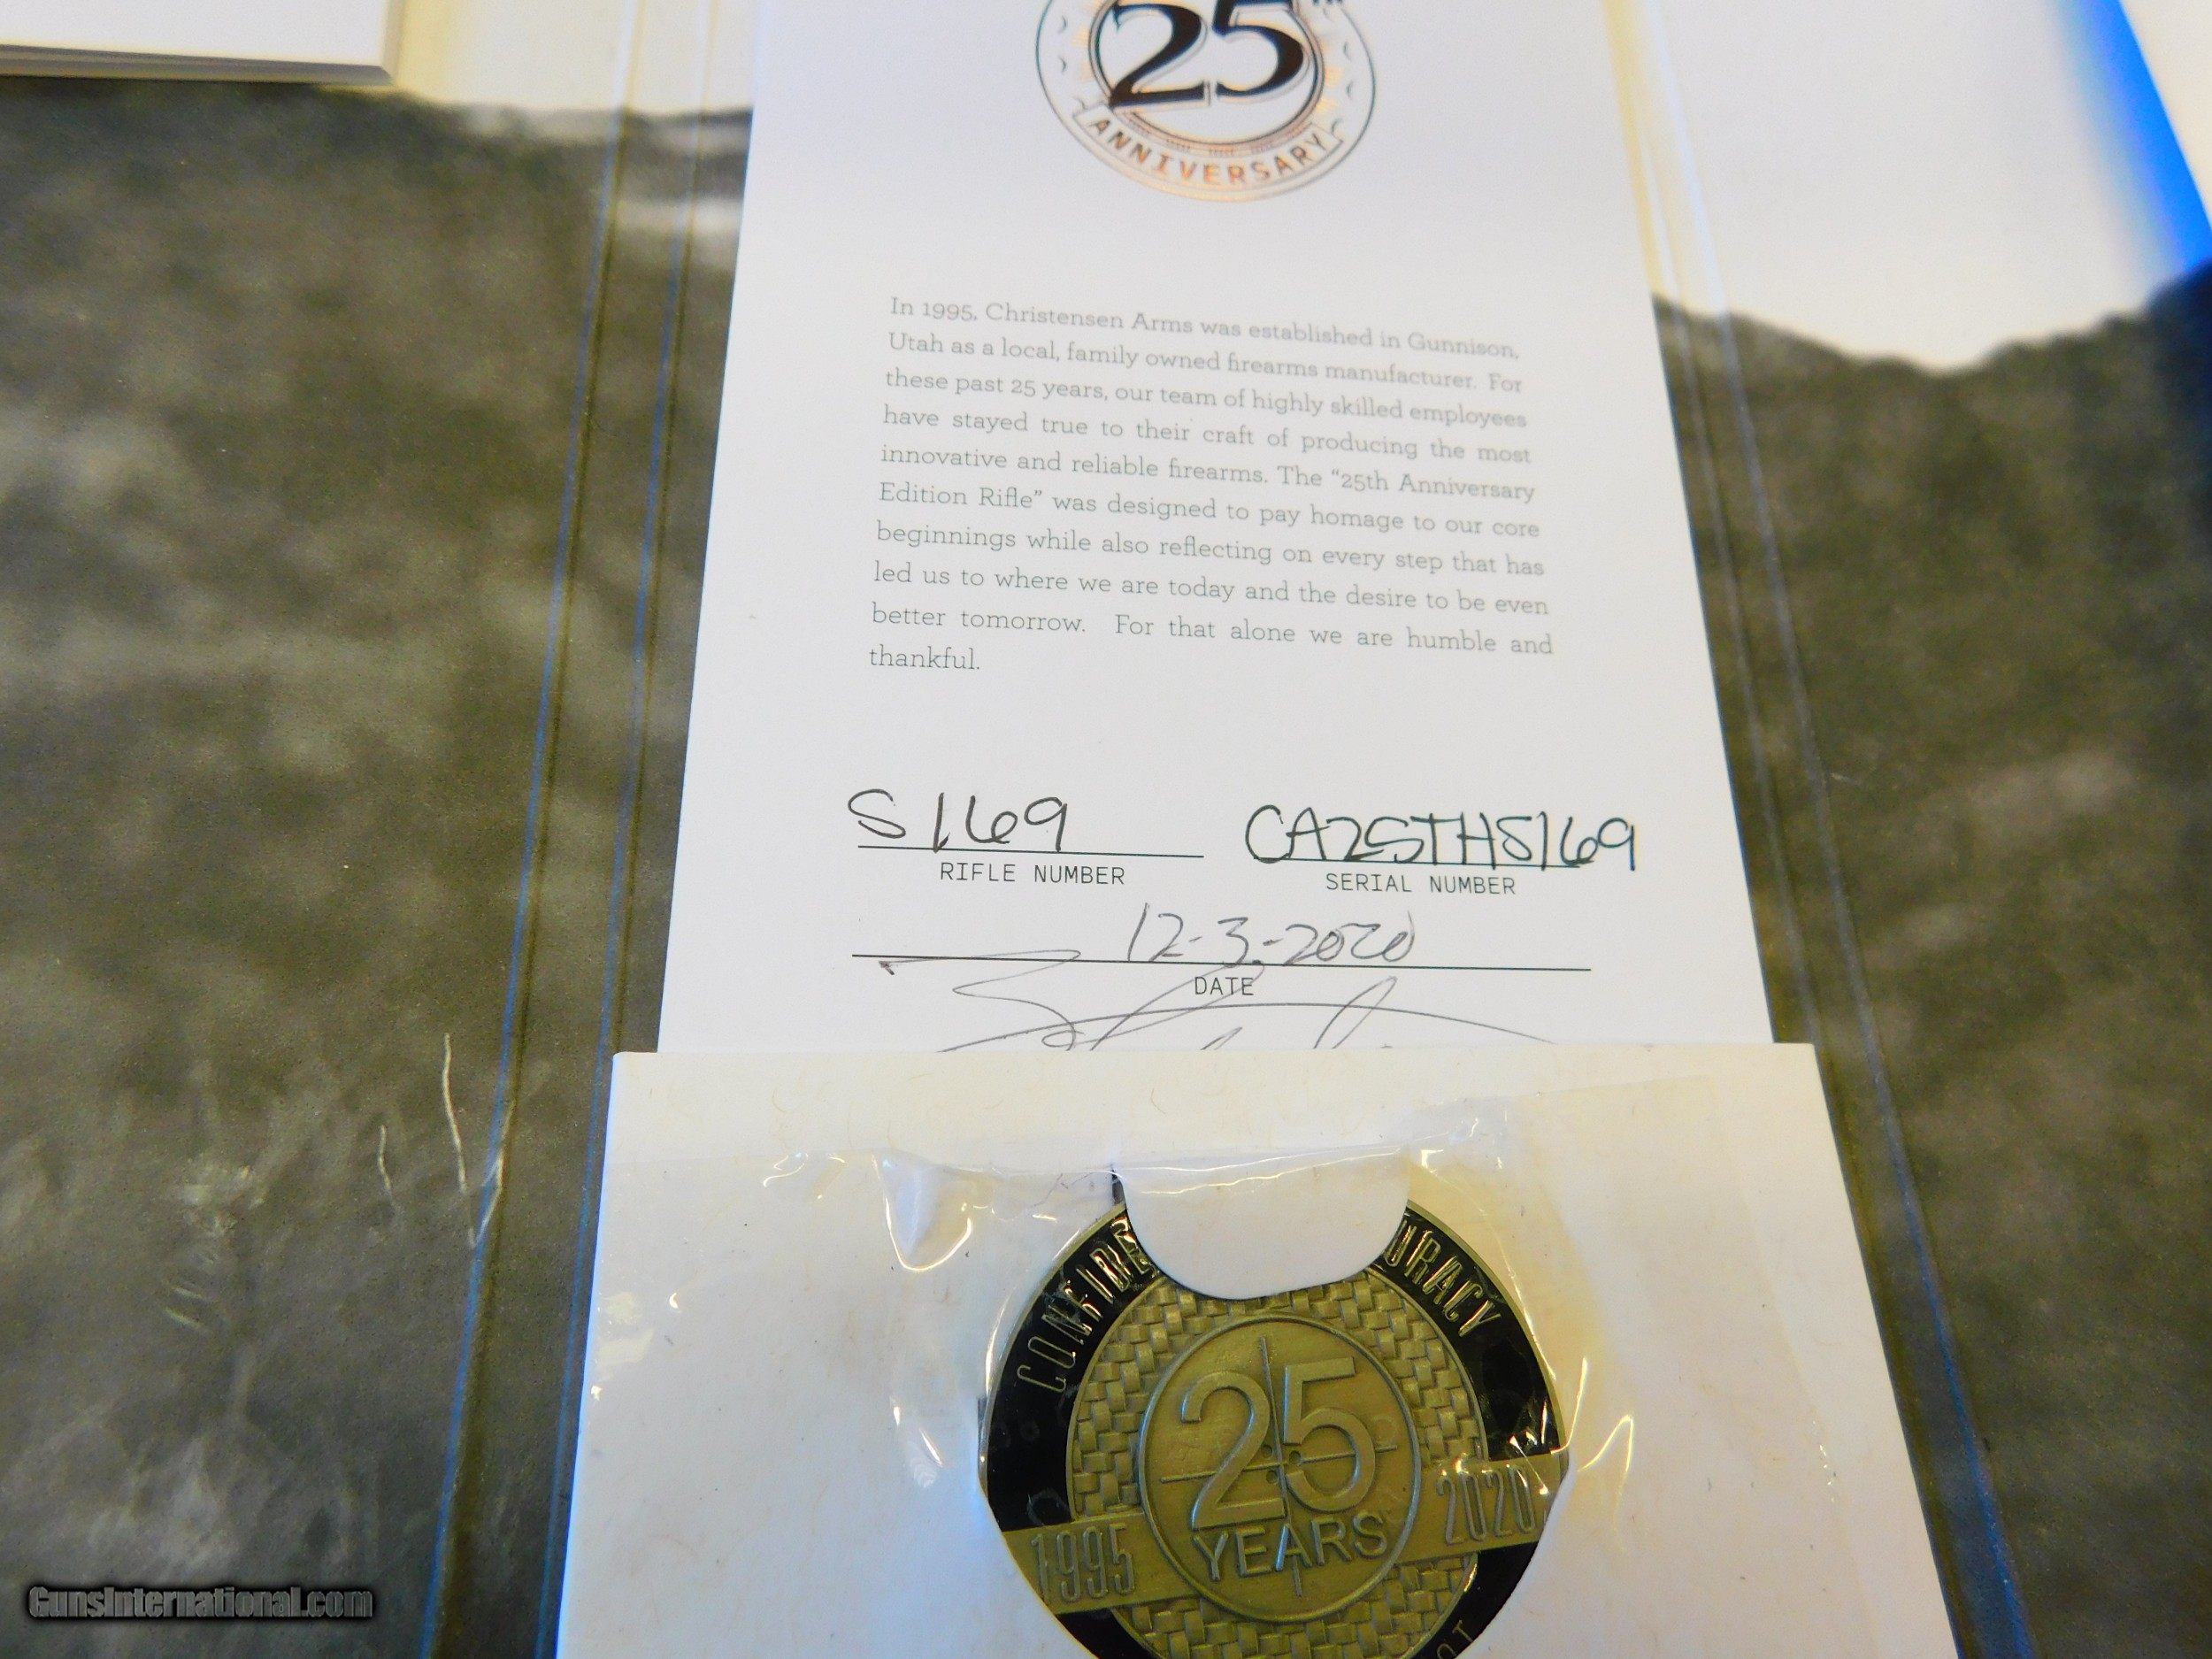 25TH
ANNIVERSARY
In 1995, Christensen Arms was established in Gunnison,
Utah as a local, family owned firearms manufacturer. For
these past 25 years, our team of highly skilled employees
have stayed true to their craft of producing the most
innovative and reliable firearms. The “25th Anniversary
Edition Rifle” was designed to pay homage to our core
beginnings while also reflecting on every step that has
led us to where we are today and the desire to be even
better tomorrow. For that alone we are humble and
thankful.
S169 CA25THS169
RIFLE NUMBER SERIAL NUMBER
12-3-2020
DATE
25
YEARS
1995 2020
GunsInternational.com